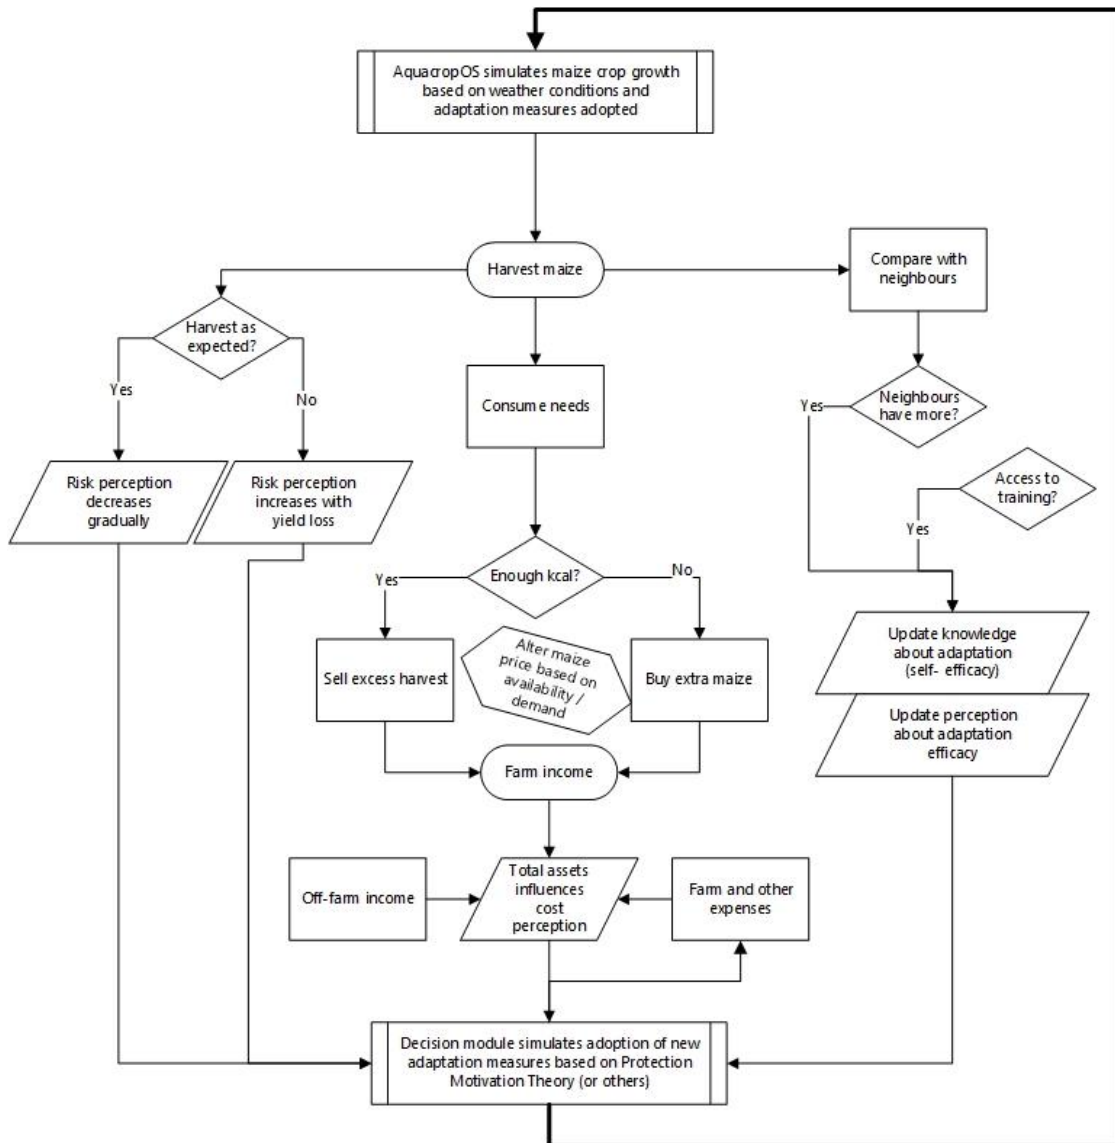 AquacropOS simulates maize crop growth
based on weather conditions and
adaptation measures adopted
Harvest maize
Compare with
neighbours
Harvest as
expected?
Yes
No
Consume needs
Neighbours
have more?
Yes
Access to
training?
Yes
Risk perception
decreases
gradually
Risk perception
increases with
yield loss
Enough kcal?
Yes
No
Sell excess harvest
Alter maize
price based on
availability /
demand
Buy extra maize
Update knowledge
about adaptation
(self- efficacy)
Update perception
about adaptation
efficacy
Farm income
Off-farm income
Total assets
influences
cost
perception
Farm and other
expenses
Decision module simulates adoption of new
adaptation measures based on Protection
Motivation Theory (or others)